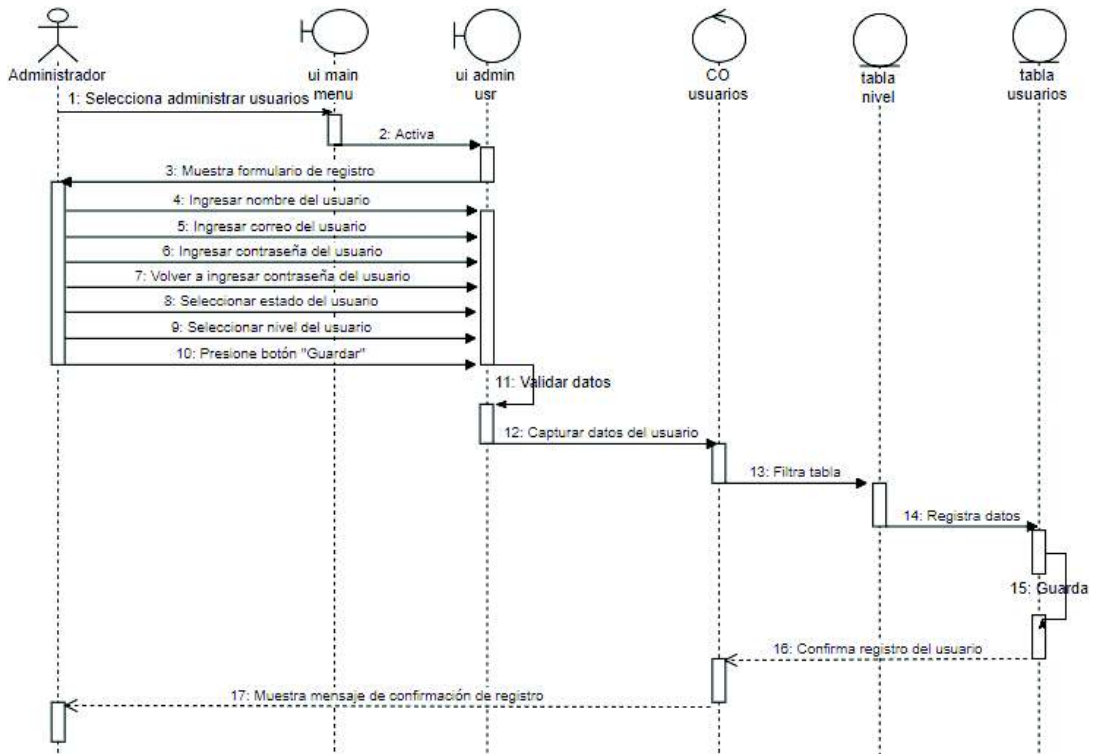 Administrador
ui main
menu
ui admin
usr
CO
usuarios
tabla
nivel
tabla
usuarios
1: Selecciona administrar usuarios
2: Activa
3: Muestra formulario de registro
4: Ingresar nombre del usuario
5: Ingresar correo del usuario
6: Ingresar contraseña del usuario
7: Volver a ingresar contraseña del usuario
8: Seleccionar estado del usuario
9: Seleccionar nivel del usuario
10: Presione botón "Guardar"
11: Validar datos
12: Capturar datos del usuario
13: Filtra tabla
14: Registra datos
15: Guarda
16: Confirma registro del usuario
17: Muestra mensaje de confirmación de registro